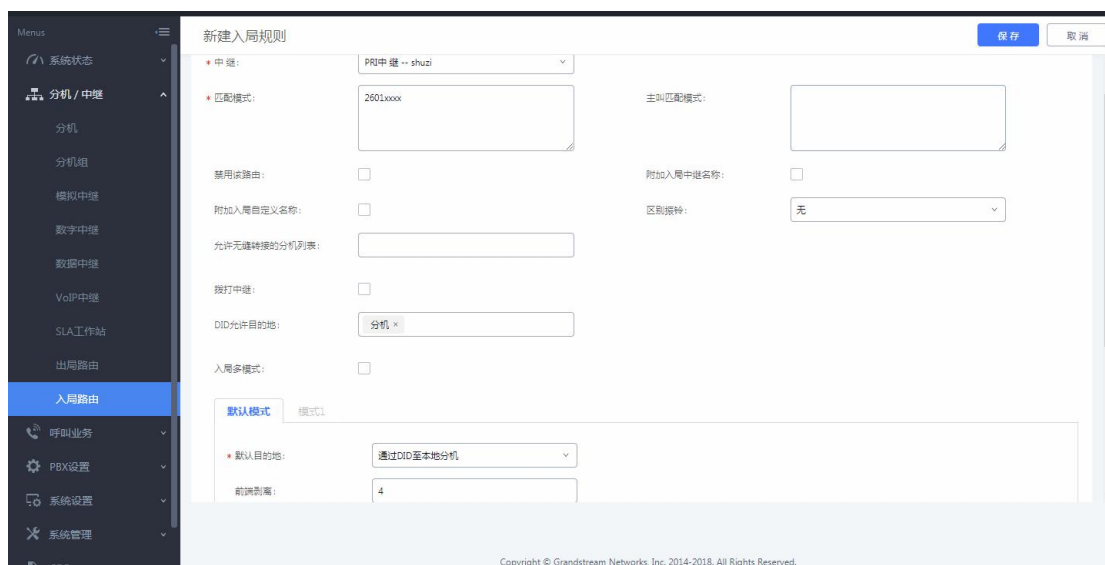 Menus
新建入局规则
保存
取消
系统状态
* 中继:
PRI中继 -- shuzi
分机 / 中继
* 匹配模式:
2601xxxx
主叫匹配模式:
分机
分机组
禁用该路由:
附加入局中继名称:
模拟中继
附加入局自定义名称:
区别振铃:
无
数字中继
允许无缝转接的分机列表:
数据中继
拨打中继:
VoIP中继
DID允许目的地:
分机 ×
SLA工作站
出局路由
入局多模式:
入局路由
默认模式
模式1
呼叫业务
* 默认目的地:
通过DID至本地分机
PBX设置
前端剥离:
4
系统设置
系统管理
Copyright © Grandstream Networks, Inc. 2014-2018. All Rights Reserved.